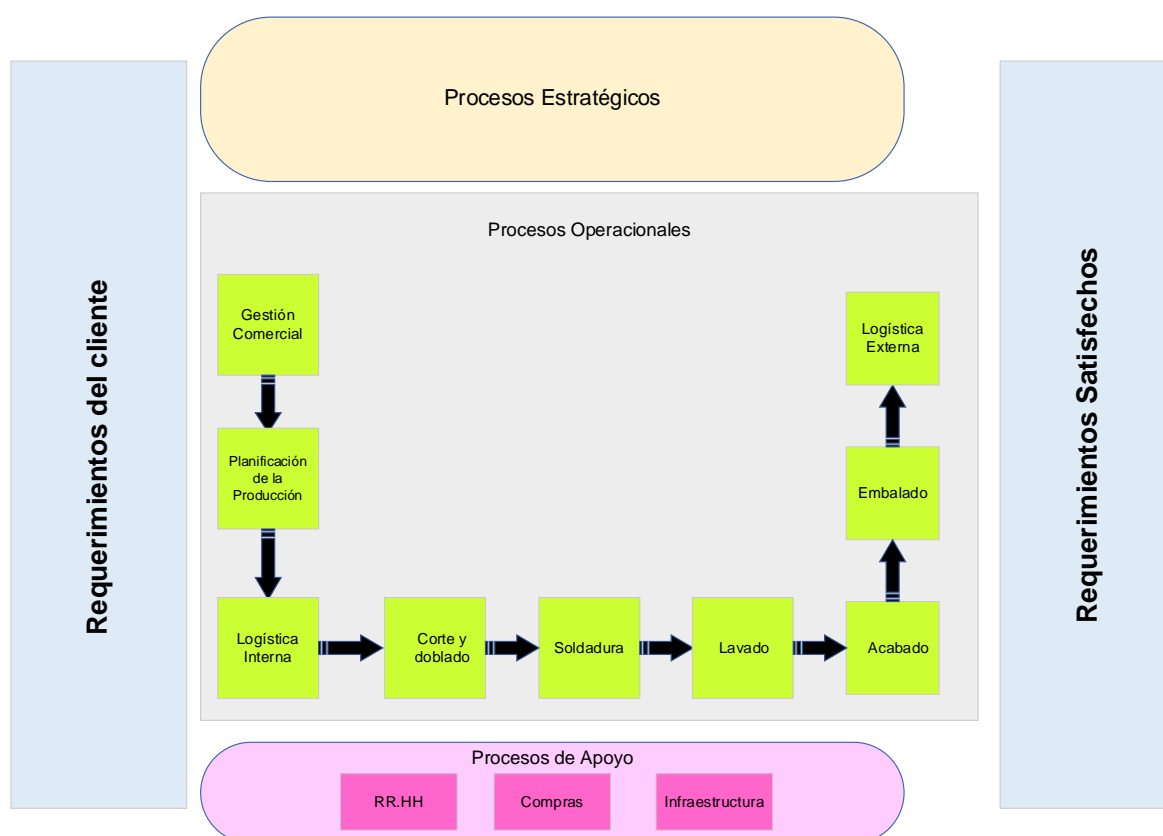 Procesos Estratégicos
Requerimientos del cliente
Procesos Operacionales
Gestión
Comercial
Planificación
de la
Producción
Logística
Interna
Corte y
doblado
Soldadura
Lavado
Acabado
Embalado
Logística
Externa
Requerimientos Satisfechos
Procesos de Apoyo
RR.HH
Compras
Infraestructura